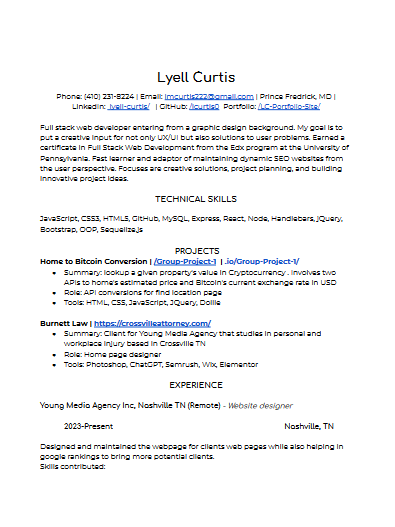 Lyell Curtis
Phone: (410) 231-8224 | Email: lmcurtis222@gmail.com | Prince Fredrick, MD |
LinkedIn: lyell-curtis/ | GitHub: /lcurtis0 Portfolio: /LC-Portfolio-Site/
Full stack web developer entering from a graphic design background. My goal is to
put a creative input for not only UX/UI but also solutions to user problems. Earned a
certificate in Full Stack Web Development from the Edx program at the University of
Pennsylvania. Fast learner and adaptor of maintaining dynamic SEO websites from
the user perspective. Focuses are creative solutions, project planning, and building
innovative project ideas.
TECHNICAL SKILLS
JavaScript, CSS3, HTML5, GitHub, MySQL, Express, React, Node, Handlebars, jQuery,
Bootstrap, OOP, Sequelize.js
PROJECTS
Home to Bitcoin Conversion | /Group-Project-1 | .io/Group-Project-1/
• Summary: lookup a given property's value in Cryptocurrency . Involves two
APIs to home's estimated price and Bitcoin's current exchange rate in USD
• Role: API conversions for find location page
• Tools: HTML, CSS, JavaScript, JQuery, Dollie
Burnett Law | https://crossvilleattorney.com/
• Summary: Client for Young Media Agency that studies in personal and
workplace injury based in Crossville TN
• Role: Home page designer
• Tools: Photoshop, ChatGPT, Semrush, Wix, Elementor
EXPERIENCE
Young Media Agency Inc, Nashville TN (Remote) - Website designer
2023-Present Nashville, TN
Designed and maintained the webpage for clients web pages while also helping in
google rankings to bring more potential clients.
Skills contributed: